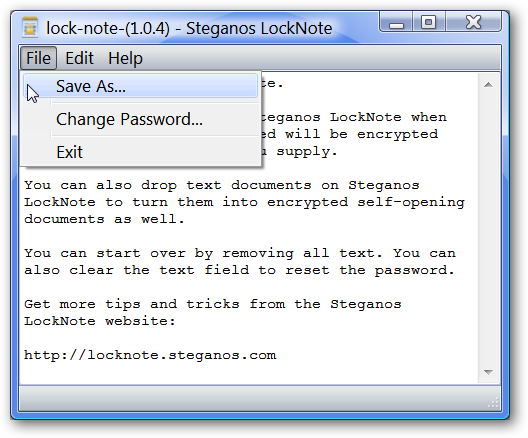 lock-note-(1.0.4) - Steganos LockNote
File Edit Help
Save As...
Change Password...
Exit
te.
teganos LockNote when
ed will be encrypted
u supply.
You can also drop text documents on Steganos
LockNote to turn them into encrypted self-opening
documents as well.
You can start over by removing all text. You can
also clear the text field to reset the password.
Get more tips and tricks from the Steganos
LockNote website:
http://locknote.steganos.com